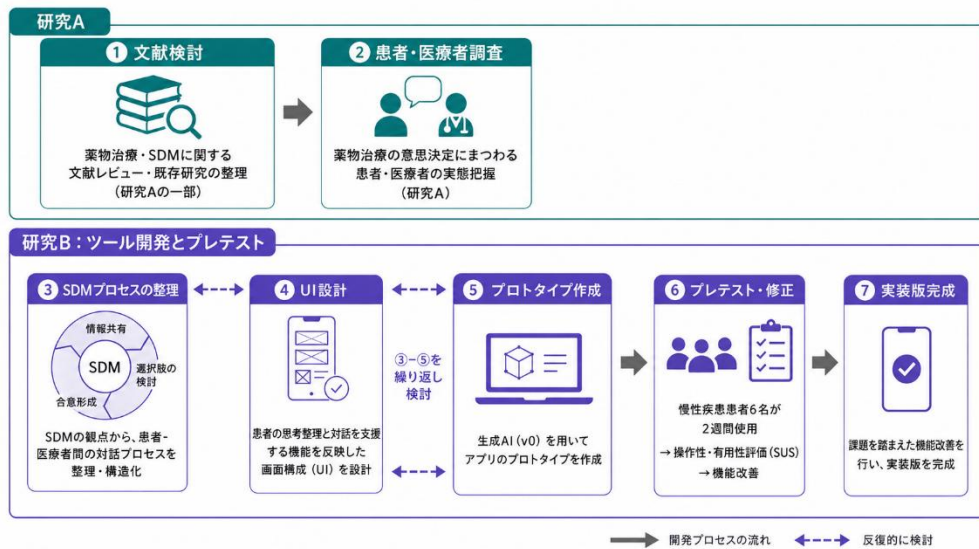 研究A
1 文献検討
薬物治療・SDMに関する
文献レビュー・既存研究の整理
(研究Aの一部)
2 患者・医療者調査
薬物治療の意思決定にまつわる
患者・医療者の実態把握
(研究A)
研究B:ツール開発とプレテスト
3 SDMプロセスの整理
情報共有
SDM
選択肢の
検討
合意形成
SDMの観点から、患者-
医療者間の対話プロセスを
整理・構造化
4 UI設計
患者の思考整理と対話を支援
する機能を反映した
画面構成(UI)を設計
③-⑤を
繰り返し
検討
5 プロトタイプ作成
生成AI(v0)を用いて
アプリのプロトタイプを作成
6 プレテスト・修正
慢性疾患患者6名が
2週間使用
→ 操作性・有用性評価(SUS)
→ 機能改善
7 実装版完成
課題を踏まえた機能改善を
行い、実装版を完成
開発プロセスの流れ
反復的に検討